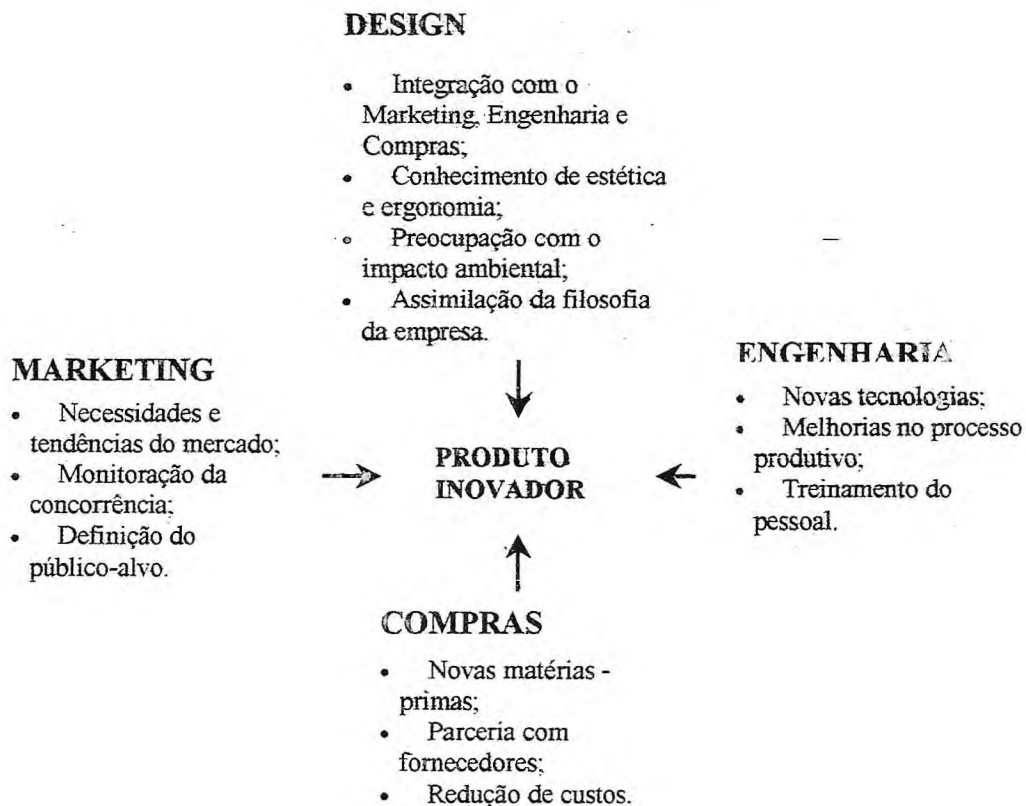 DESIGN
• Integração com o
Marketing, Engenharia e
Compras;
• Conhecimento de estética
e ergonomia;
• Preocupação com o
impacto ambiental;
• Assimilação da filosofia
da empresa.
MARKETING
• Necessidades e
tendências do mercado;
• Monitoração da
concorrência;
• Definição do
público-alvo.
PRODUTO
INOVADOR
ENGENHARIA
• Novas tecnologias;
• Melhorias no processo
produtivo;
• Treinamento do
pessoal.
COMPRAS
• Novas matérias -
primas;
• Parceria com
fornecedores;
• Redução de custos.